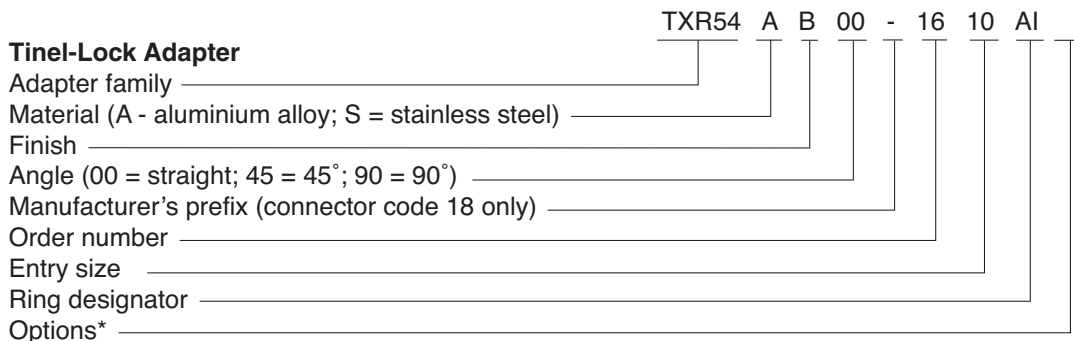 TXR54 A B 00 - 16 10 AI
Tinel-Lock Adapter
Adapter family
Material (A - aluminium alloy; S = stainless steel)
Finish
Angle (00 = straight; 45 = 45˚; 90 = 90˚)
Manufacturer's prefix (connector code 18 only)
Order number
Entry size
Ring designator
Options*